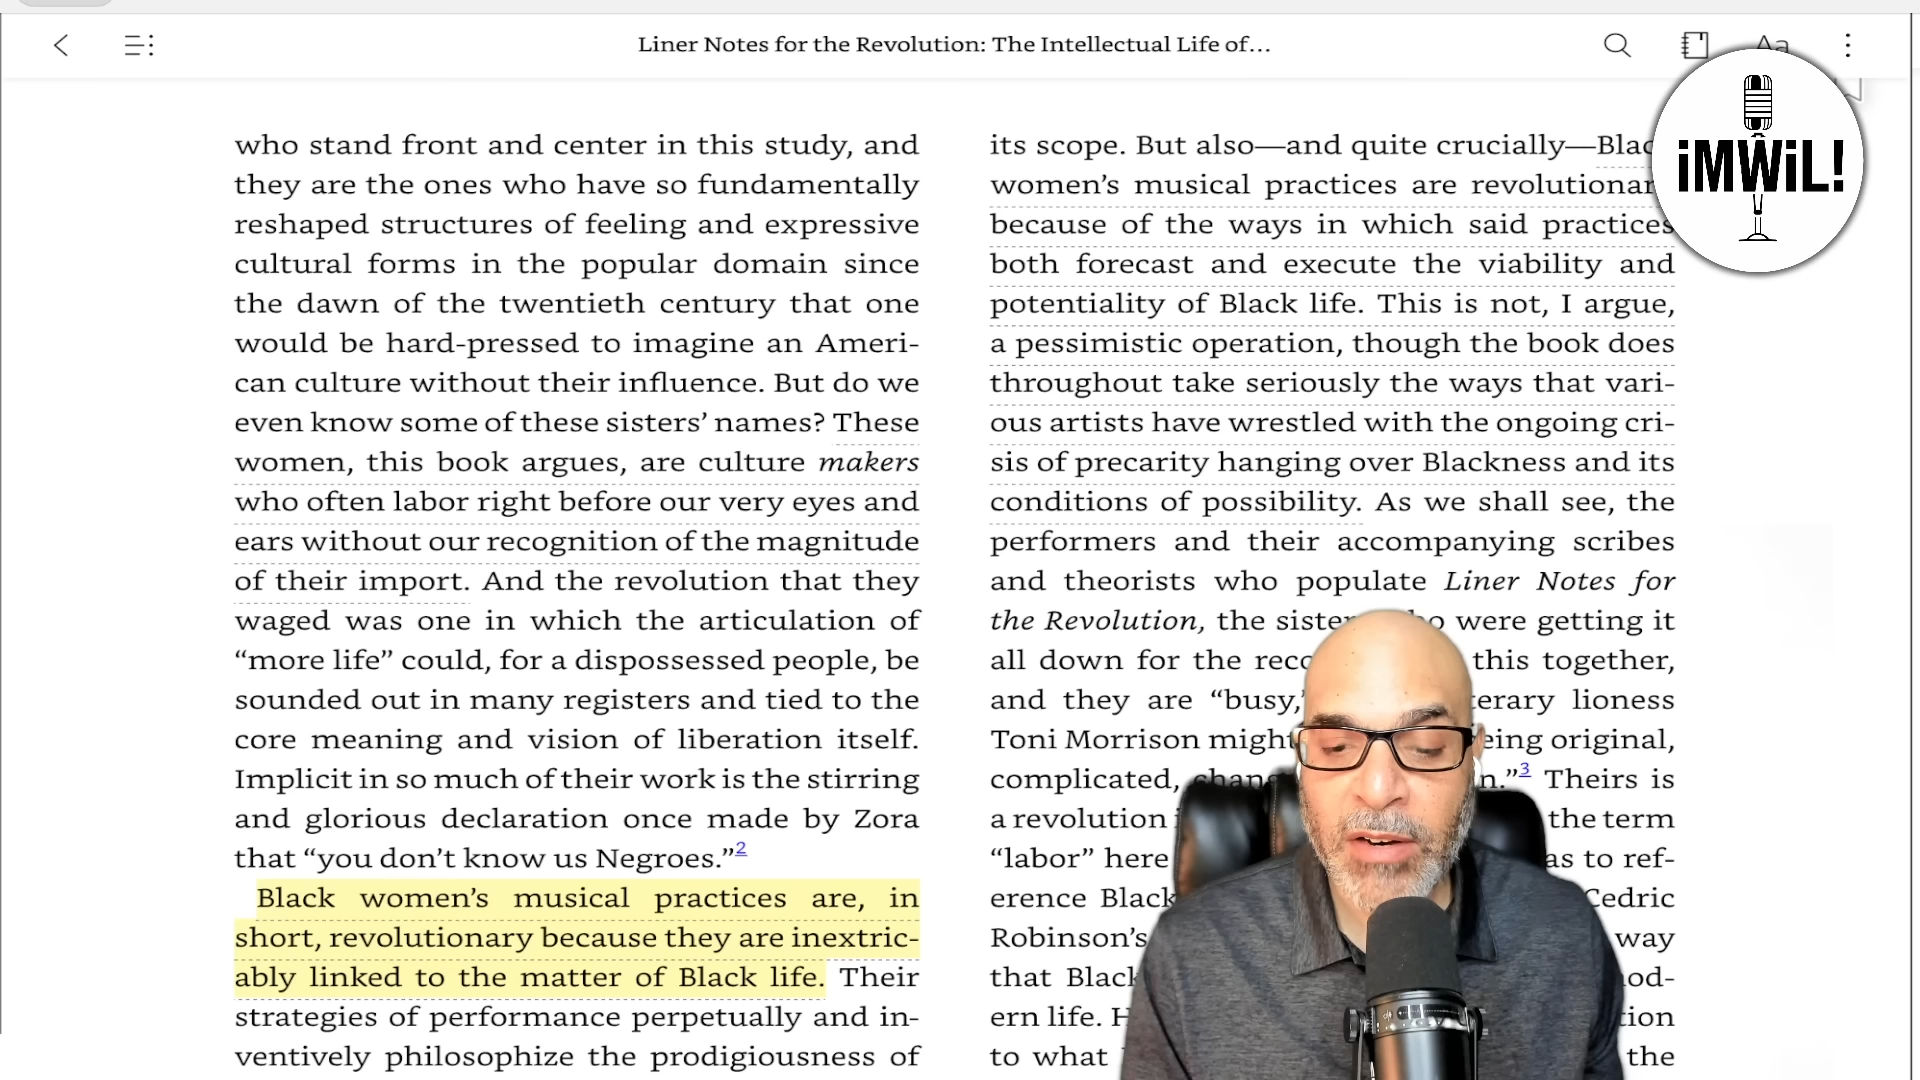 Liner Notes for the Revolution: The Intellectual Life of...
Aa
iMWiL!
who stand front and center in this study, and
they are the ones who have so fundamentally
reshaped structures of feeling and expressive
cultural forms in the popular domain since
the dawn of the twentieth century that one
would be hard-pressed to imagine an Ameri-
can culture without their influence. But do we
even know some of these sisters’ names? These
women, this book argues, are culture makers
who often labor right before our very eyes and
ears without our recognition of the magnitude
of their import. And the revolution that they
waged was one in which the articulation of
“more life” could, for a dispossessed people, be
sounded out in many registers and tied to the
core meaning and vision of liberation itself.
Implicit in so much of their work is the stirring
and glorious declaration once made by Zora
that “you don’t know us Negroes.”2
Black women’s musical practices are, in
short, revolutionary because they are inextric-
ably linked to the matter of Black life. Their
strategies of performance perpetually and in-
ventively philosophize the prodigiousness of
its scope. But also—and quite crucially—
women’s musical practices are
because of the ways in which said practices
both forecast and execute the viability and
potentiality of Black life. This is not, I argue,
a pessimistic operation, though the book does
throughout take seriously the ways that vari-
ous artists have wrestled with the ongoing cri-
sis of precarity hanging over Blackness and its
conditions of possibility. As we shall see, the
performers and their accompanying scribes
and theorists who populate Liner Notes for
the Revolution, the were getting it
all down for the this together,
and they are “busy, lioness
Toni Morrison original,
complicated, 3 Theirs is
a revolution the term
“labor” here as to ref-
erence Black Cedric
Robinson’s way
that
ern life.
to what the